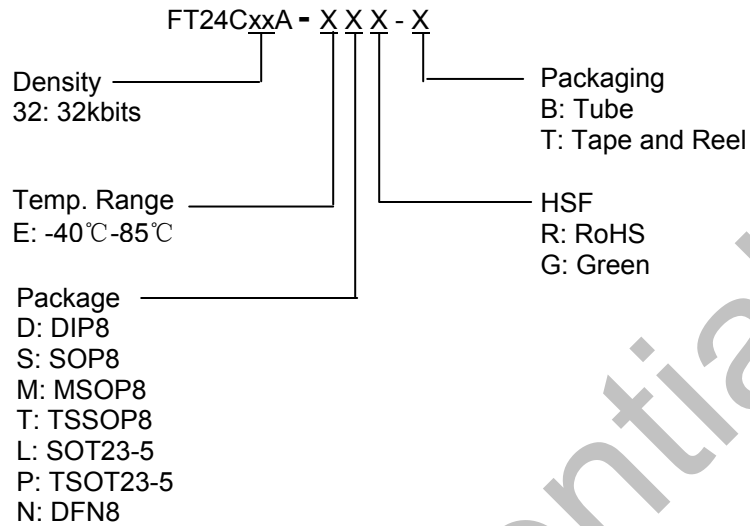 FT24CxxA - X X X - X
Density
32: 32kbits
Packaging
B: Tube
T: Tape and Reel
Temp. Range
E: -40℃-85℃
HSF
R: RoHS
G: Green
Package
D: DIP8
S: SOP8
M: MSOP8
T: TSSOP8
L: SOT23-5
P: TSOT23-5
N: DFN8